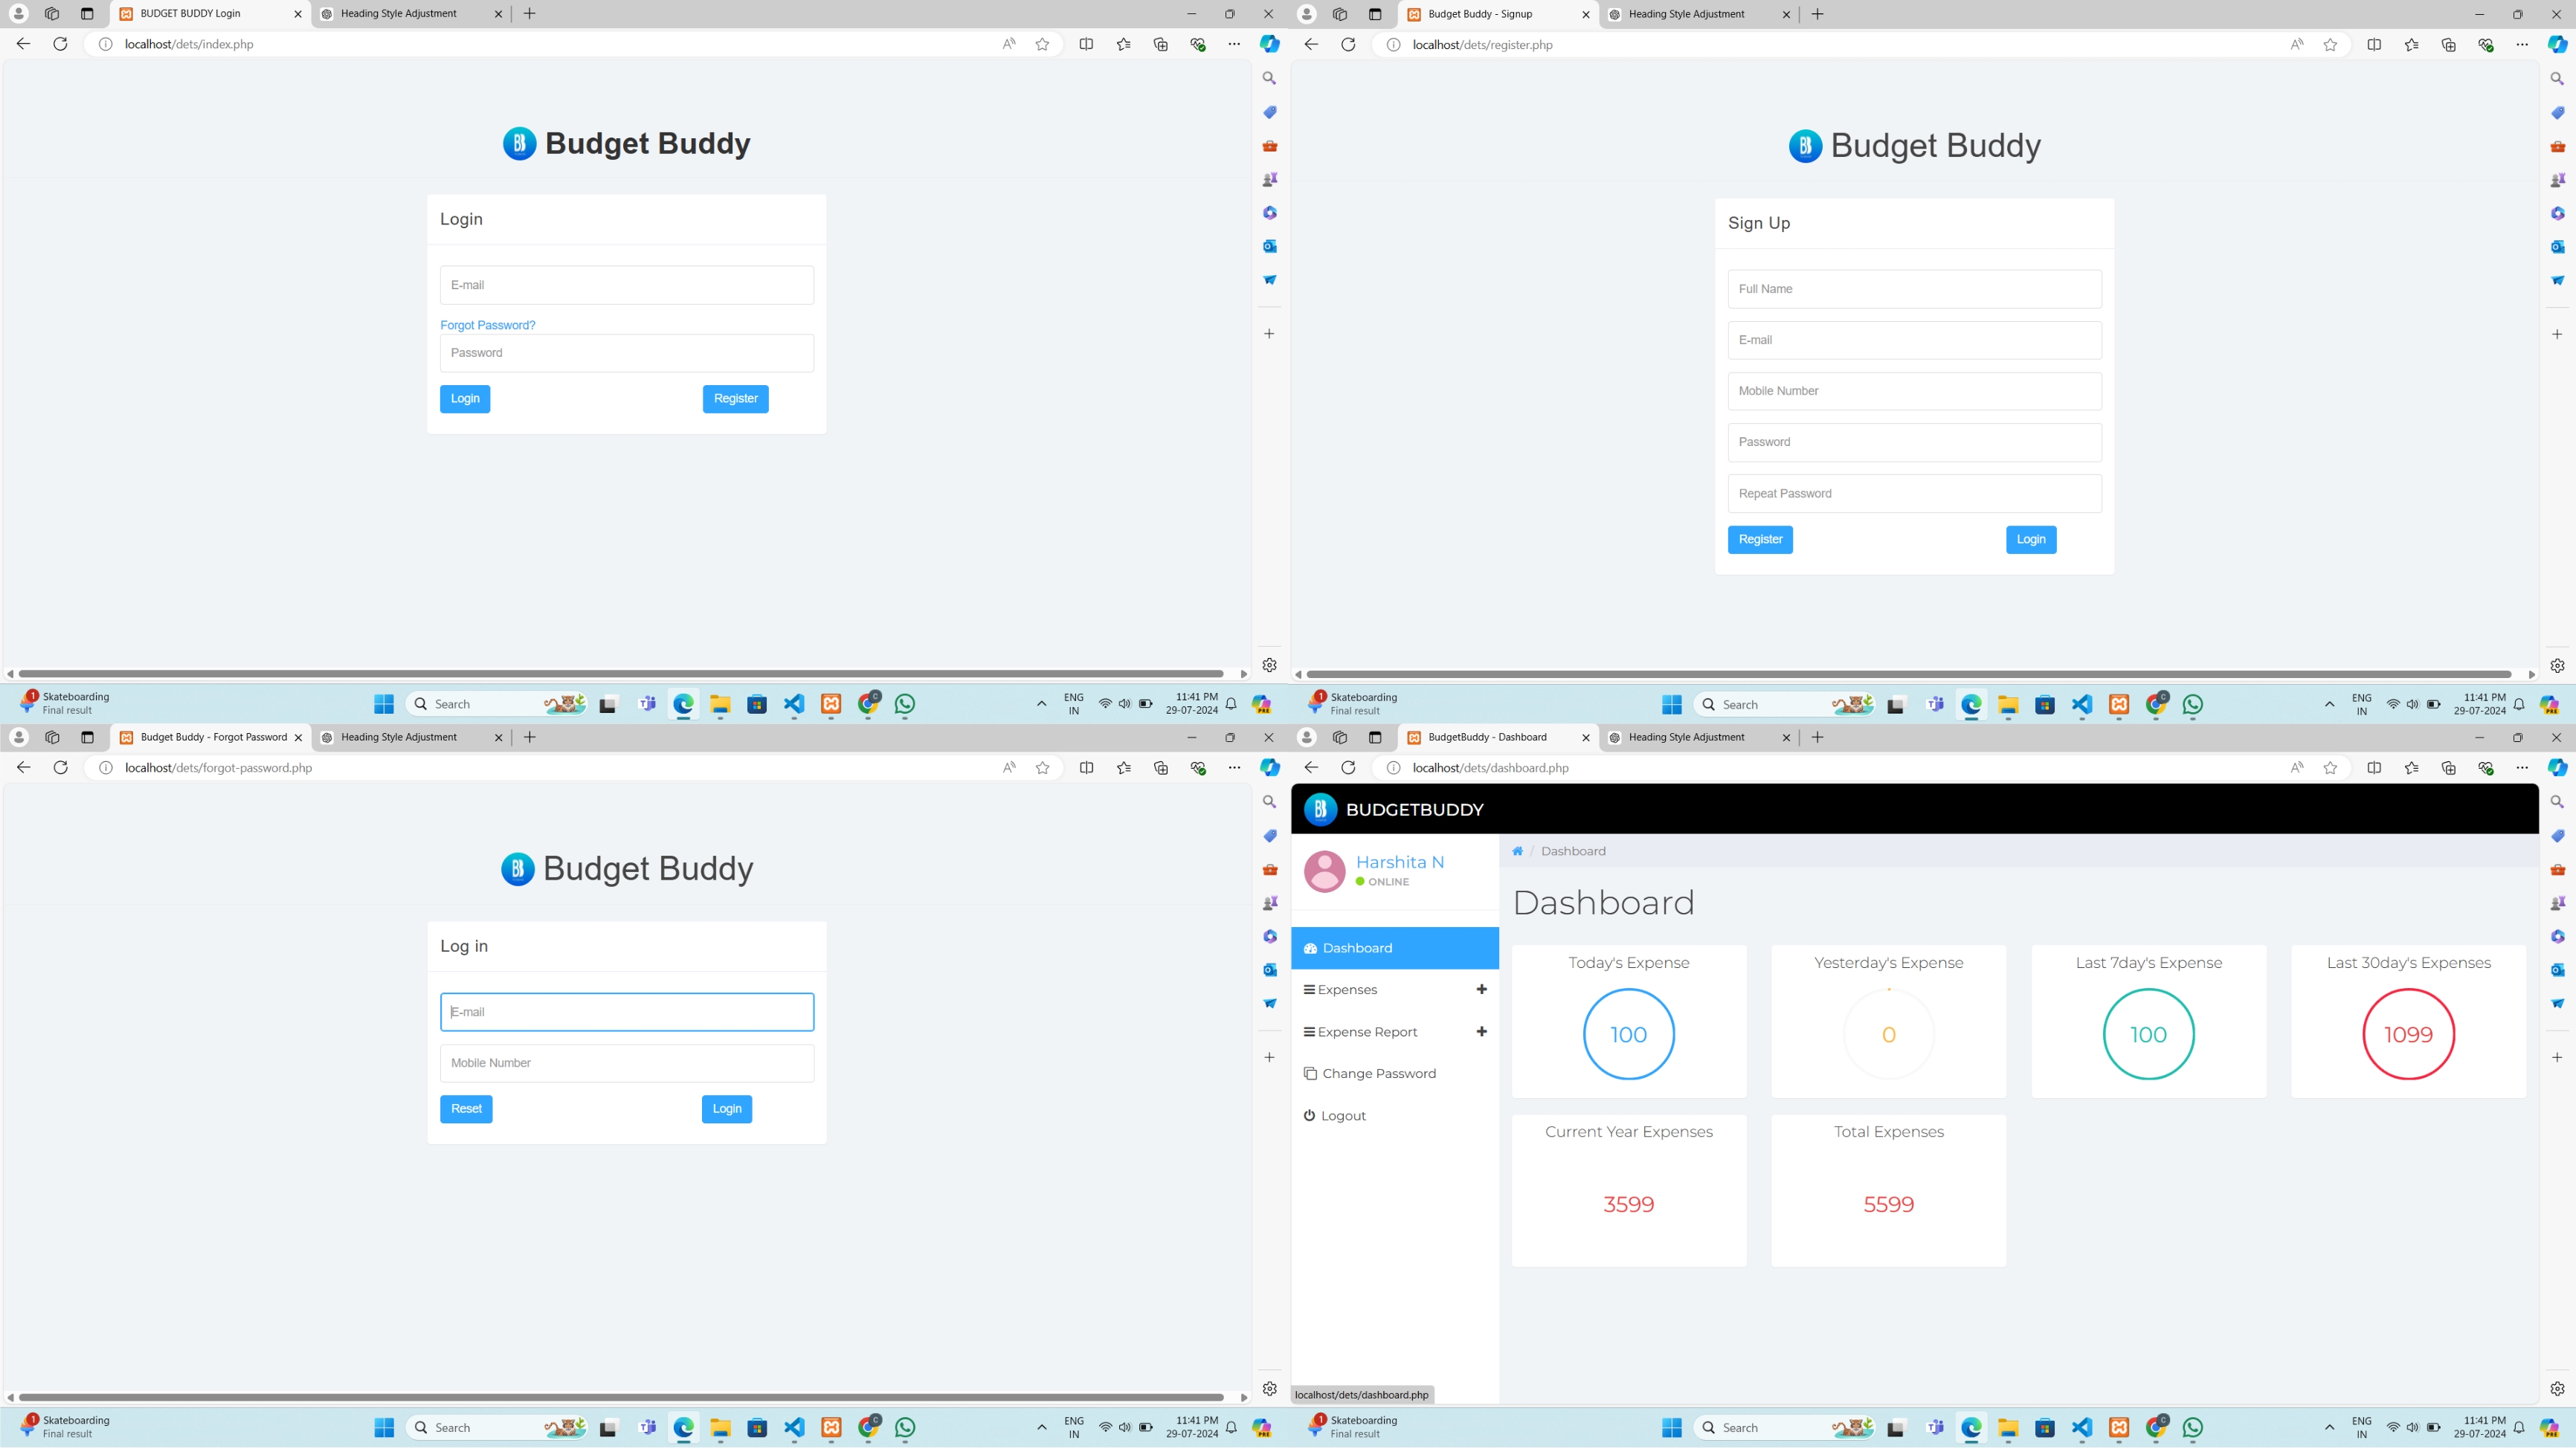 BUDGET BUDDY Login
Heading Style Adjustment
localhost/dets/index.php
Budget Buddy
Login
E-mail
Forgot Password?
Password
Login Register
1 Skateboarding
Final result
Search
ENG
IN
11:41 PM
29-07-2024
Budget Buddy - Signup
Heading Style Adjustment
localhost/dets/register.php
Budget Buddy
Sign Up
Full Name
E-mail
Mobile Number
Password
Repeat Password
Register Login
1 Skateboarding
Final result
Search
C
ENG
IN
11:41 PM
29-07-2024
PRE
Budget Buddy - Forgot Password
Heading Style Adjustment
localhost/dets/forgot-password.php
Budget Buddy
Log in
E-mail
Mobile Number
Reset Login
1 Skateboarding
Final result
Search
C
ENG
IN
11:41 PM
29-07-2024
PRE
BudgetBuddy - Dashboard
Heading Style Adjustment
localhost/dets/dashboard.php
BUDGETBUDDY
Harshita N
ONLINE
/ Dashboard
Dashboard
Dashboard
Expenses
Expense Report
Change Password
Logout
Today's Expense
100
Yesterday's Expense
0
Last 7day's Expense
100
Last 30day's Expenses
1099
Current Year Expenses
3599
Total Expenses
5599
localhost/dets/dashboard.php
1 Skateboarding
Final result
Search
C
ENG
IN
11:41 PM
29-07-2024
PRE